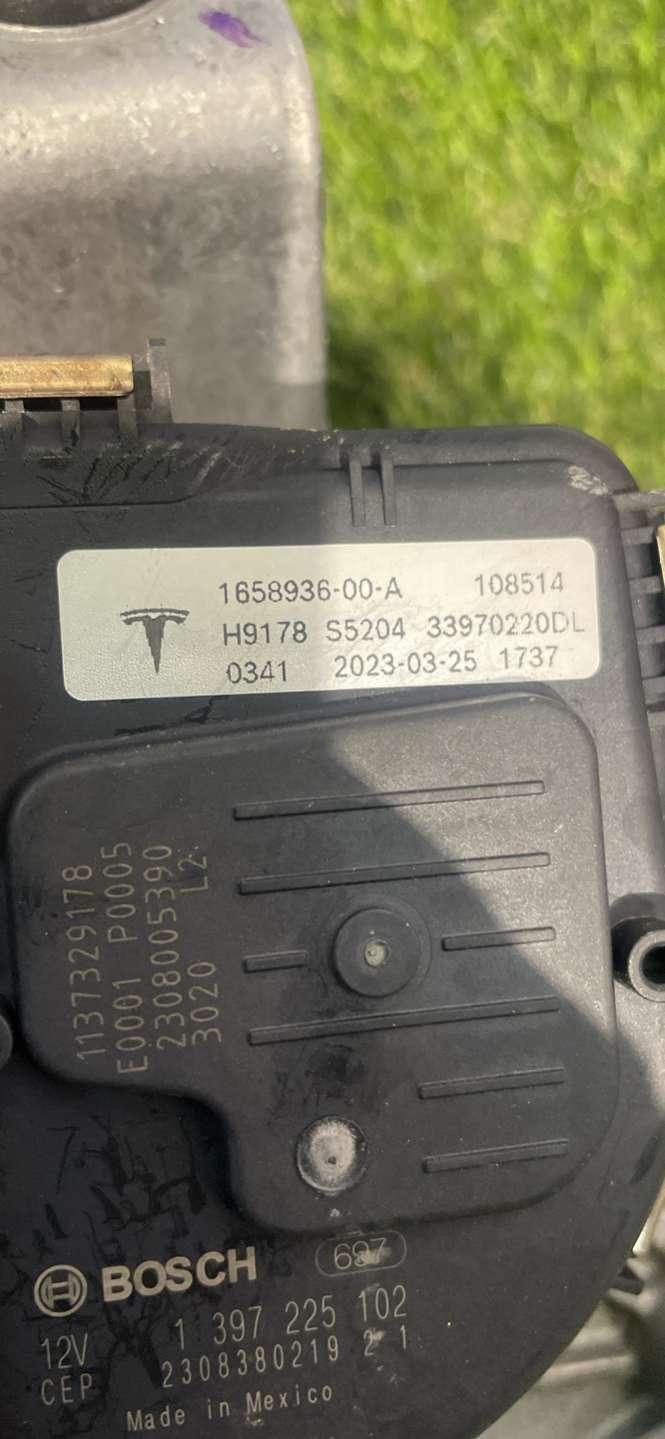 1658936-00-A 108514
H9178 S5204 33970220DL
0341 2023-03-25 1737
1137329178
E0001 P0005
2308005390
3020 L2
BOSCH 697
12V 1 397 225 102
CEP 2308380219 2 1
Made in Mexico